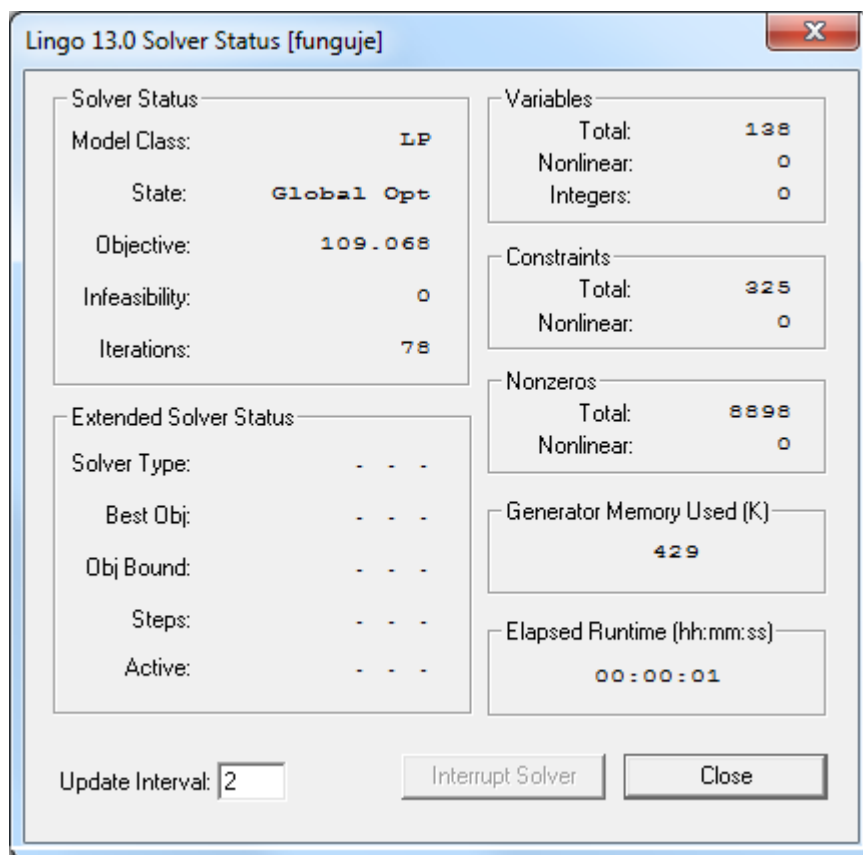 Lingo 13.0 Solver Status [funguje]
Solver Status
Model Class: LP
State: Global Opt
Objective: 109.068
Infeasibility: 0
Iterations: 78
Extended Solver Status
Solver Type: - - -
Best Obj: - - -
Obj Bound: - - -
Steps: - - -
Active: - - -
Variables
Total: 138
Nonlinear: 0
Integers: 0
Constraints
Total: 325
Nonlinear: 0
Nonzeros
Total: 8898
Nonlinear: 0
Generator Memory Used (K)
429
Elapsed Runtime (hh:mm:ss)
00:00:01
Update Interval: 2
Interrupt Solver
Close